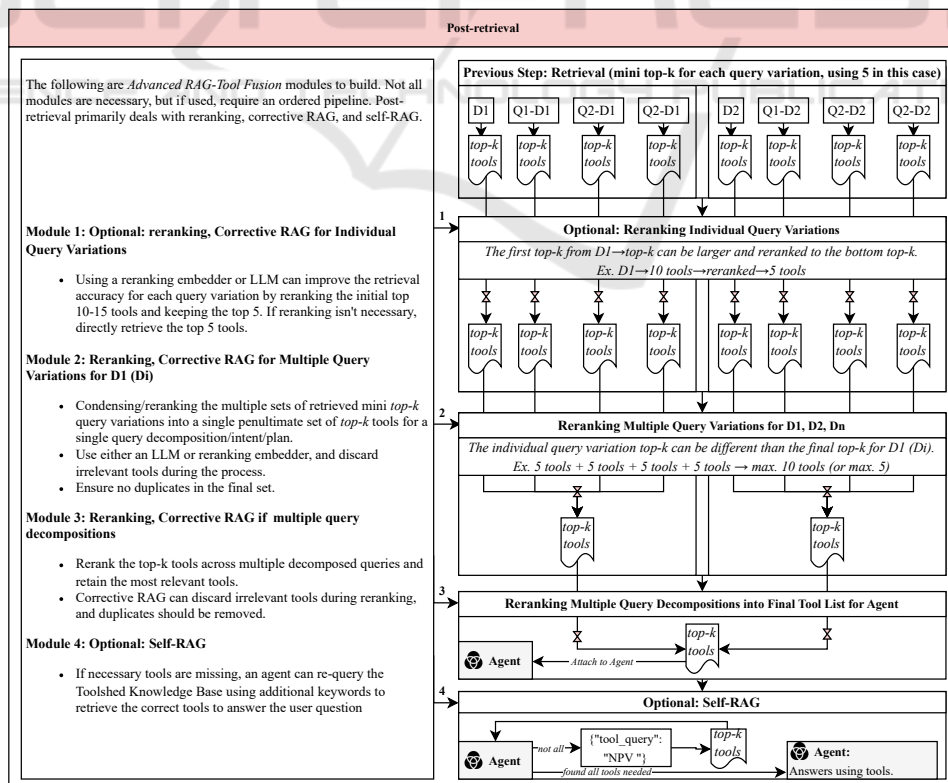 Post-retrieval
The following are Advanced RAG-Tool Fusion modules to build. Not all
modules are necessary, but if used, require an ordered pipeline. Post-
retrieval primarily deals with reranking, corrective RAG, and self-RAG.
Module 1: Optional: reranking, Corrective RAG for Individual
Query Variations
• Using a reranking embedder or LLM can improve the retrieval
accuracy for each query variation by reranking the initial top
10-15 tools and keeping the top 5. If reranking isn't necessary,
directly retrieve the top 5 tools.
Module 2: Reranking, Corrective RAG for Multiple Query
Variations for D1 (Di)
• Condensing/reranking the multiple sets of retrieved mini top-k
query variations into a single penultimate set of top-k tools for a
single query decomposition/intent/plan.
• Use either an LLM or reranking embedder, and discard
irrelevant tools during the process.
• Ensure no duplicates in the final set.
Module 3: Reranking, Corrective RAG if multiple query
decompositions
• Rerank the top-k tools across multiple decomposed queries and
retain the most relevant tools.
• Corrective RAG can discard irrelevant tools during reranking,
and duplicates should be removed.
Module 4: Optional: Self-RAG
• If necessary tools are missing, an agent can re-query the
Toolshed Knowledge Base using additional keywords to
retrieve the correct tools to answer the user question
Previous Step: Retrieval (mini top-k for each query variation, using 5 in this case)
D1 Q1-D1 Q2-D1 Q2-D1 D2 Q1-D2 Q2-D2 Q2-D2
top-k top-k top-k top-k top-k top-k top-k top-k
tools tools tools tools tools tools tools tools
1
Optional: Reranking Individual Query Variations
The first top-k from D1→top-k can be larger and reranked to the bottom top-k.
Ex. D1→10 tools→reranked→5 tools
top-k top-k top-k top-k top-k top-k top-k top-k
tools tools tools tools tools tools tools tools
2
Reranking Multiple Query Variations for D1, D2, Dn
The individual query variation top-k can be different than the final top-k for D1 (Di).
Ex. 5 tools + 5 tools + 5 tools + 5 tools → max. 10 tools (or max. 5)
top-k top-k
tools tools
3
Reranking Multiple Query Decompositions into Final Tool List for Agent
top-k
tools
Agent
Attach to Agent
4
Optional: Self-RAG
Agent
not all
{"tool_query":
"NPV "}
top-k
tools
found all tools needed
Agent:
Answers using tools.